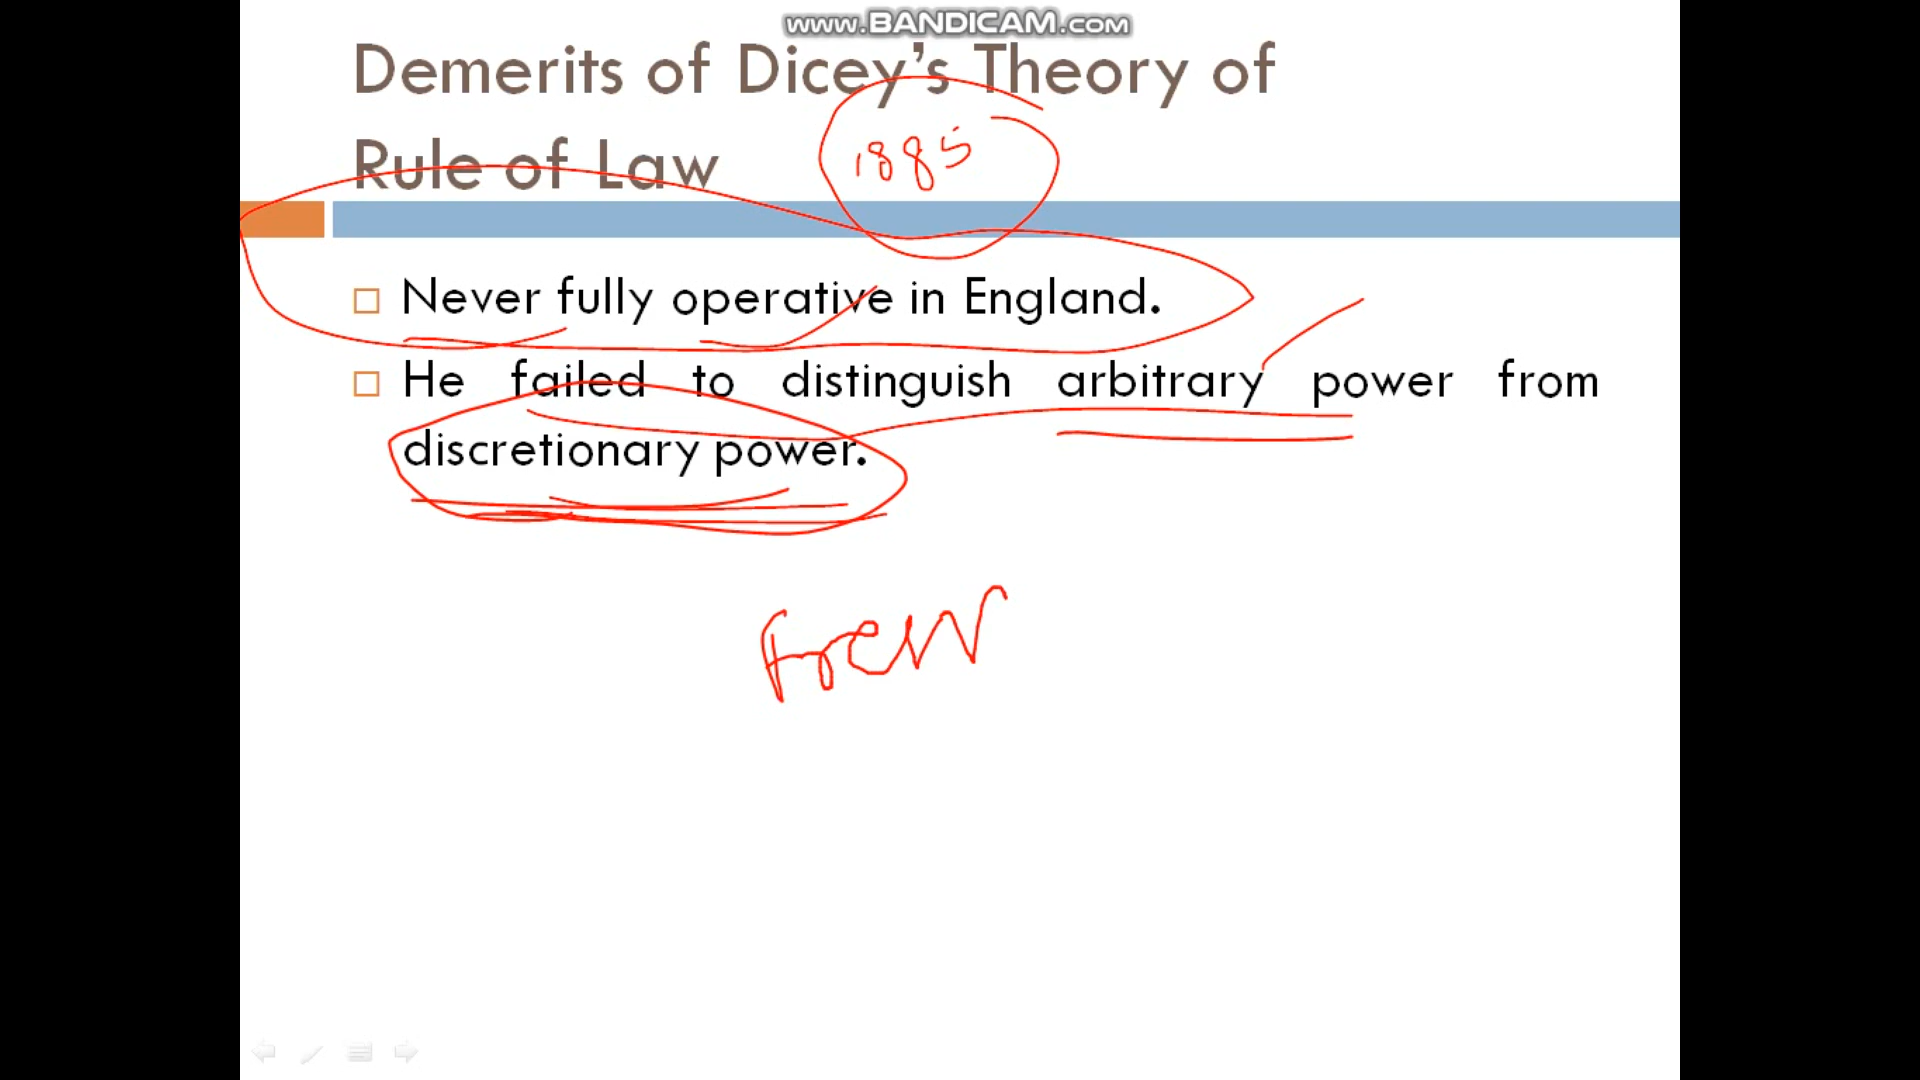 www.BANDICAM.com
Demerits of Dicey's Theory of
Rule of Law
1885
Never fully operative in England.
He failed to distinguish arbitrary power from
discretionary power.